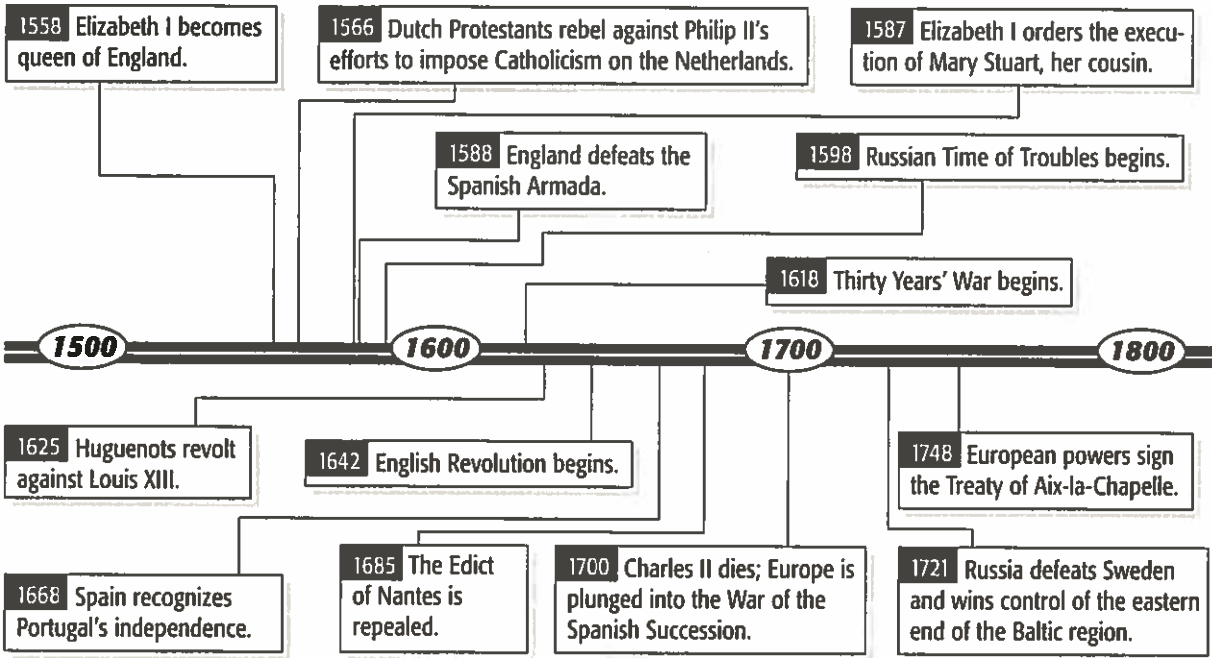 1558 Elizabeth I becomes
queen of England.
1566 Dutch Protestants rebel against Philip II's
efforts to impose Catholicism on the Netherlands.
1587 Elizabeth I orders the execu-
tion of Mary Stuart, her cousin.
1588 England defeats the
Spanish Armada.
1598 Russian Time of Troubles begins.
1618 Thirty Years' War begins.
1500 1600 1700 1800
1625 Huguenots revolt
against Louis XIII.
1642 English Revolution begins.
1748 European powers sign
the Treaty of Aix-la-Chapelle.
1668 Spain recognizes
Portugal's independence.
1685 The Edict
of Nantes is
repealed.
1700 Charles II dies; Europe is
plunged into the War of the
Spanish Succession.
1721 Russia defeats Sweden
and wins control of the eastern
end of the Baltic region.